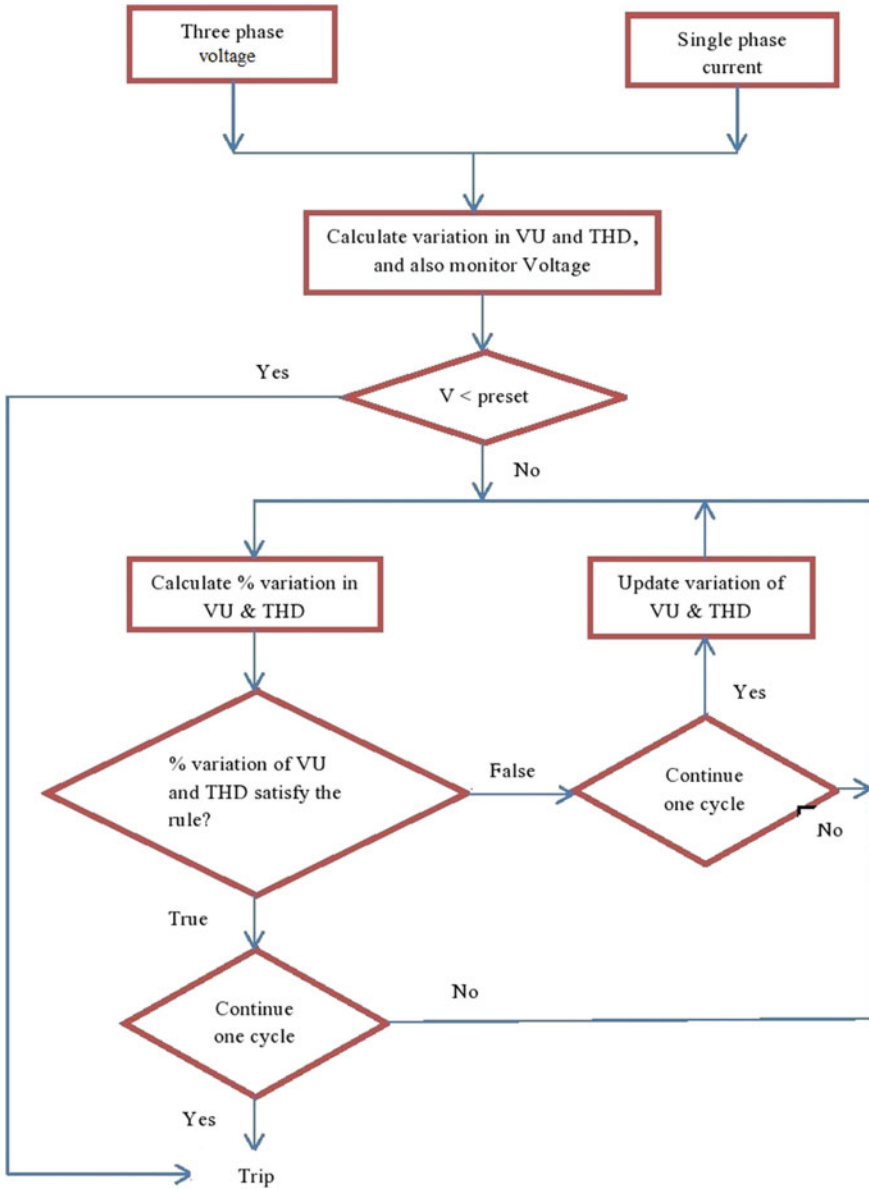 Three phase
voltage
Single phase
current
Calculate variation in VU and THD,
and also monitor Voltage
Yes
V < preset
No
Calculate % variation in
VU & THD
Update variation of
VU & THD
Yes
% variation of VU
and THD satisfy the
rule?
False
Continue
one cycle
No
True
Continue
one cycle
No
Yes
Trip